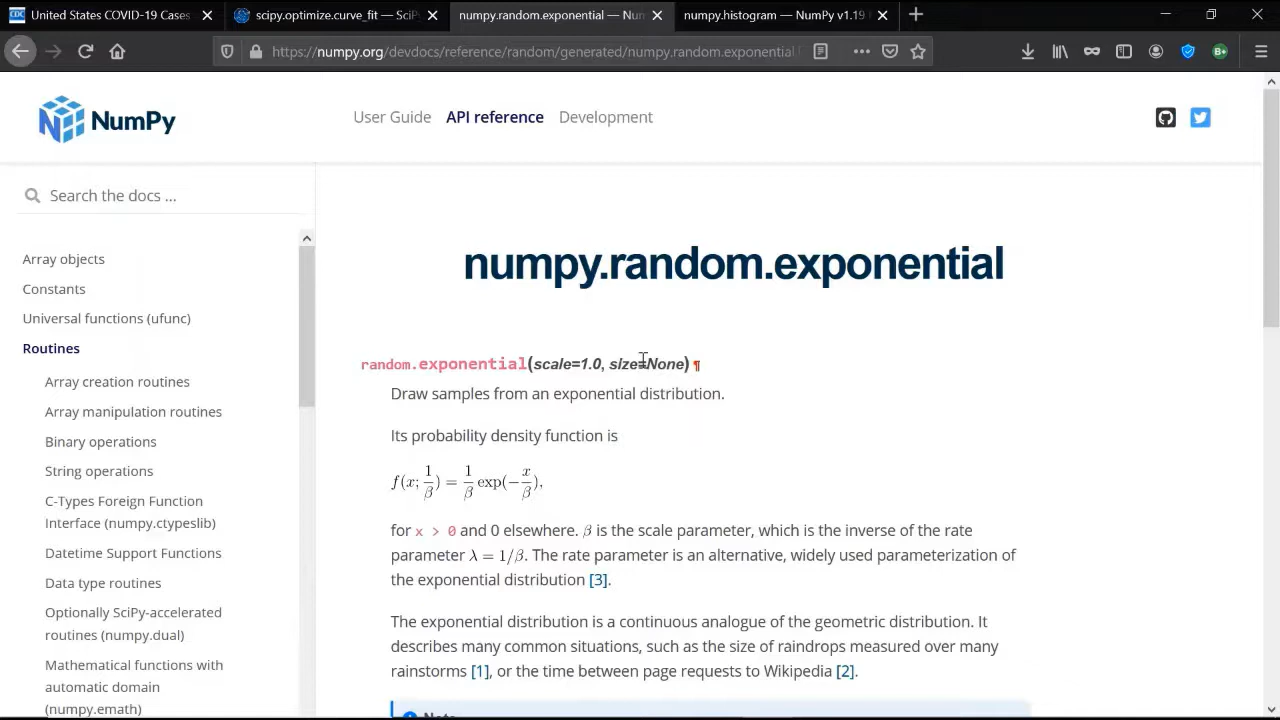 United States COVID-19 Cases
scipy.optimize.curve_fit — SciP
numpy.random.exponential — Num
numpy.histogram — NumPy v1.19
https://numpy.org/devdocs/reference/random/generated/numpy.random.exponential
NumPy
User Guide
API reference
Development
Search the docs ...
Array objects
Constants
Universal functions (ufunc)
Routines
Array creation routines
Array manipulation routines
Binary operations
String operations
C-Types Foreign Function
Interface (numpy.ctypeslib)
Datetime Support Functions
Data type routines
Optionally SciPy-accelerated
routines (numpy.dual)
Mathematical functions with
automatic domain
(numpy.emath)
numpy.random.exponential
random.exponential(scale=1.0, size=None) ¶
Draw samples from an exponential distribution.
Its probability density function is
f(x; 1/β) = 1/β exp(−x/β),
for x > 0 and 0 elsewhere. β is the scale parameter, which is the inverse of the rate
parameter λ = 1/β. The rate parameter is an alternative, widely used parameterization of
the exponential distribution [3].
The exponential distribution is a continuous analogue of the geometric distribution. It
describes many common situations, such as the size of raindrops measured over many
rainstorms [1], or the time between page requests to Wikipedia [2].